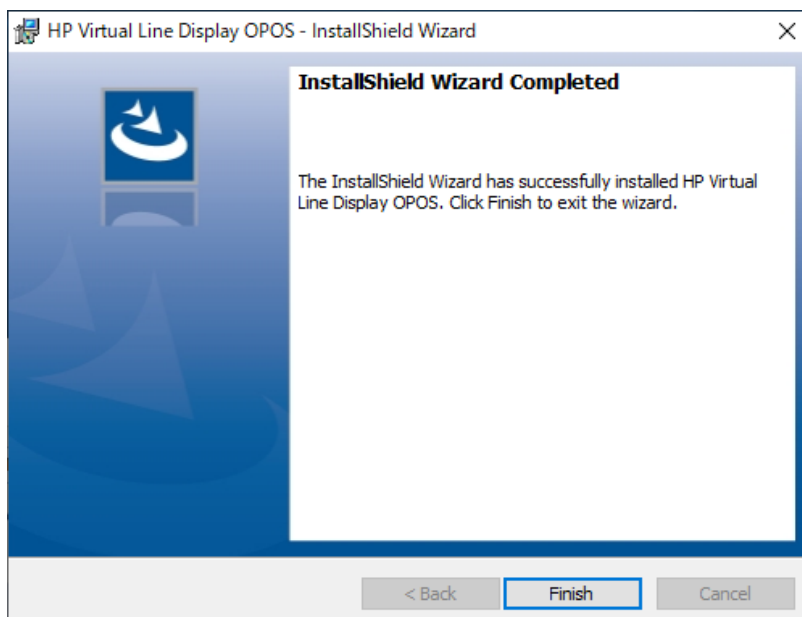 HP Virtual Line Display OPOS - InstallShield Wizard
InstallShield Wizard Completed
The InstallShield Wizard has successfully installed HP Virtual
Line Display OPOS. Click Finish to exit the wizard.
< Back
Finish
Cancel